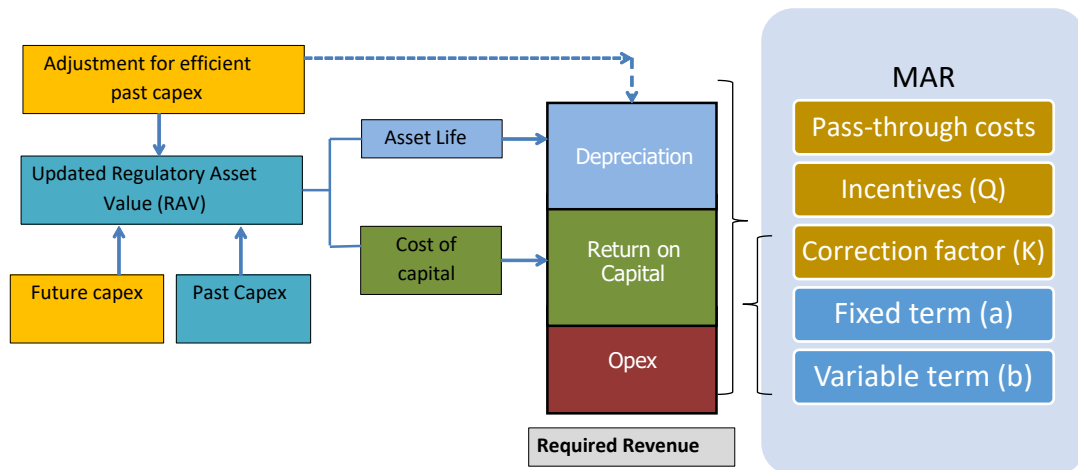 Adjustment for efficient
past capex
Updated Regulatory Asset
Value (RAV)
Future capex
Past Capex
Asset Life
Cost of
capital
Depreciation
Return on
Capital
Opex
Required Revenue
MAR
Pass-through costs
Incentives (Q)
Correction factor (K)
Fixed term (a)
Variable term (b)